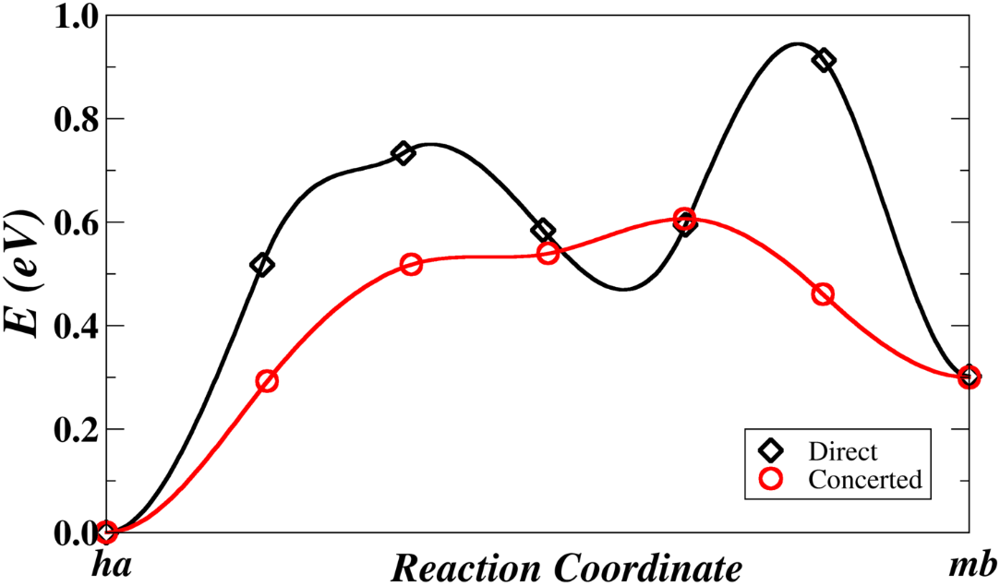 1.0
0.8
0.6
0.4
0.2
0.0
E (eV)
Direct
Concerted
ha
Reaction Coordinate
mb